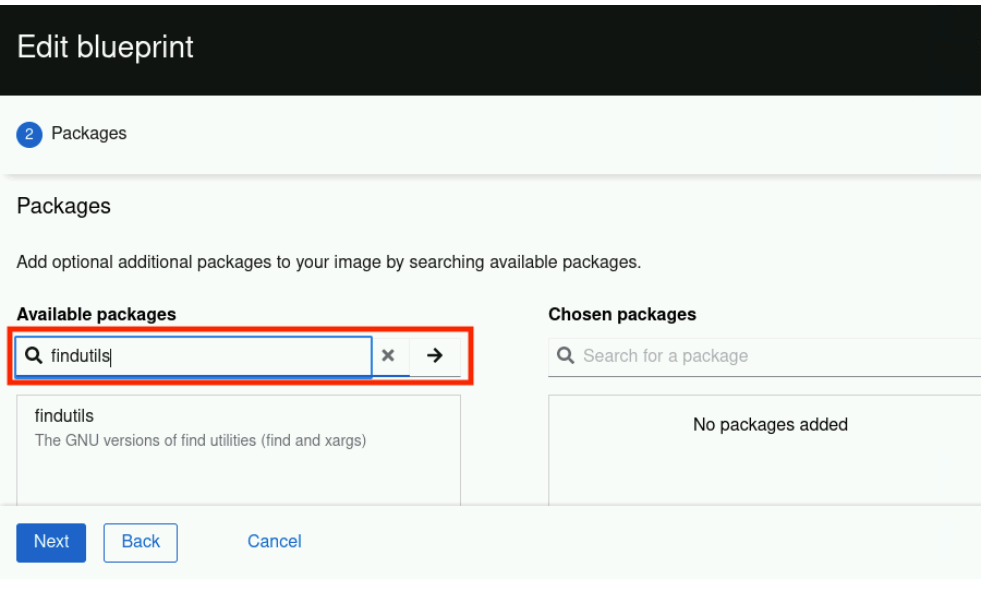 Edit blueprint
2 Packages
Packages
Add optional additional packages to your image by searching available packages.
Available packages
findutils
findutils
The GNU versions of find utilities (find and xargs)
Chosen packages
Search for a package
No packages added
Next Back Cancel